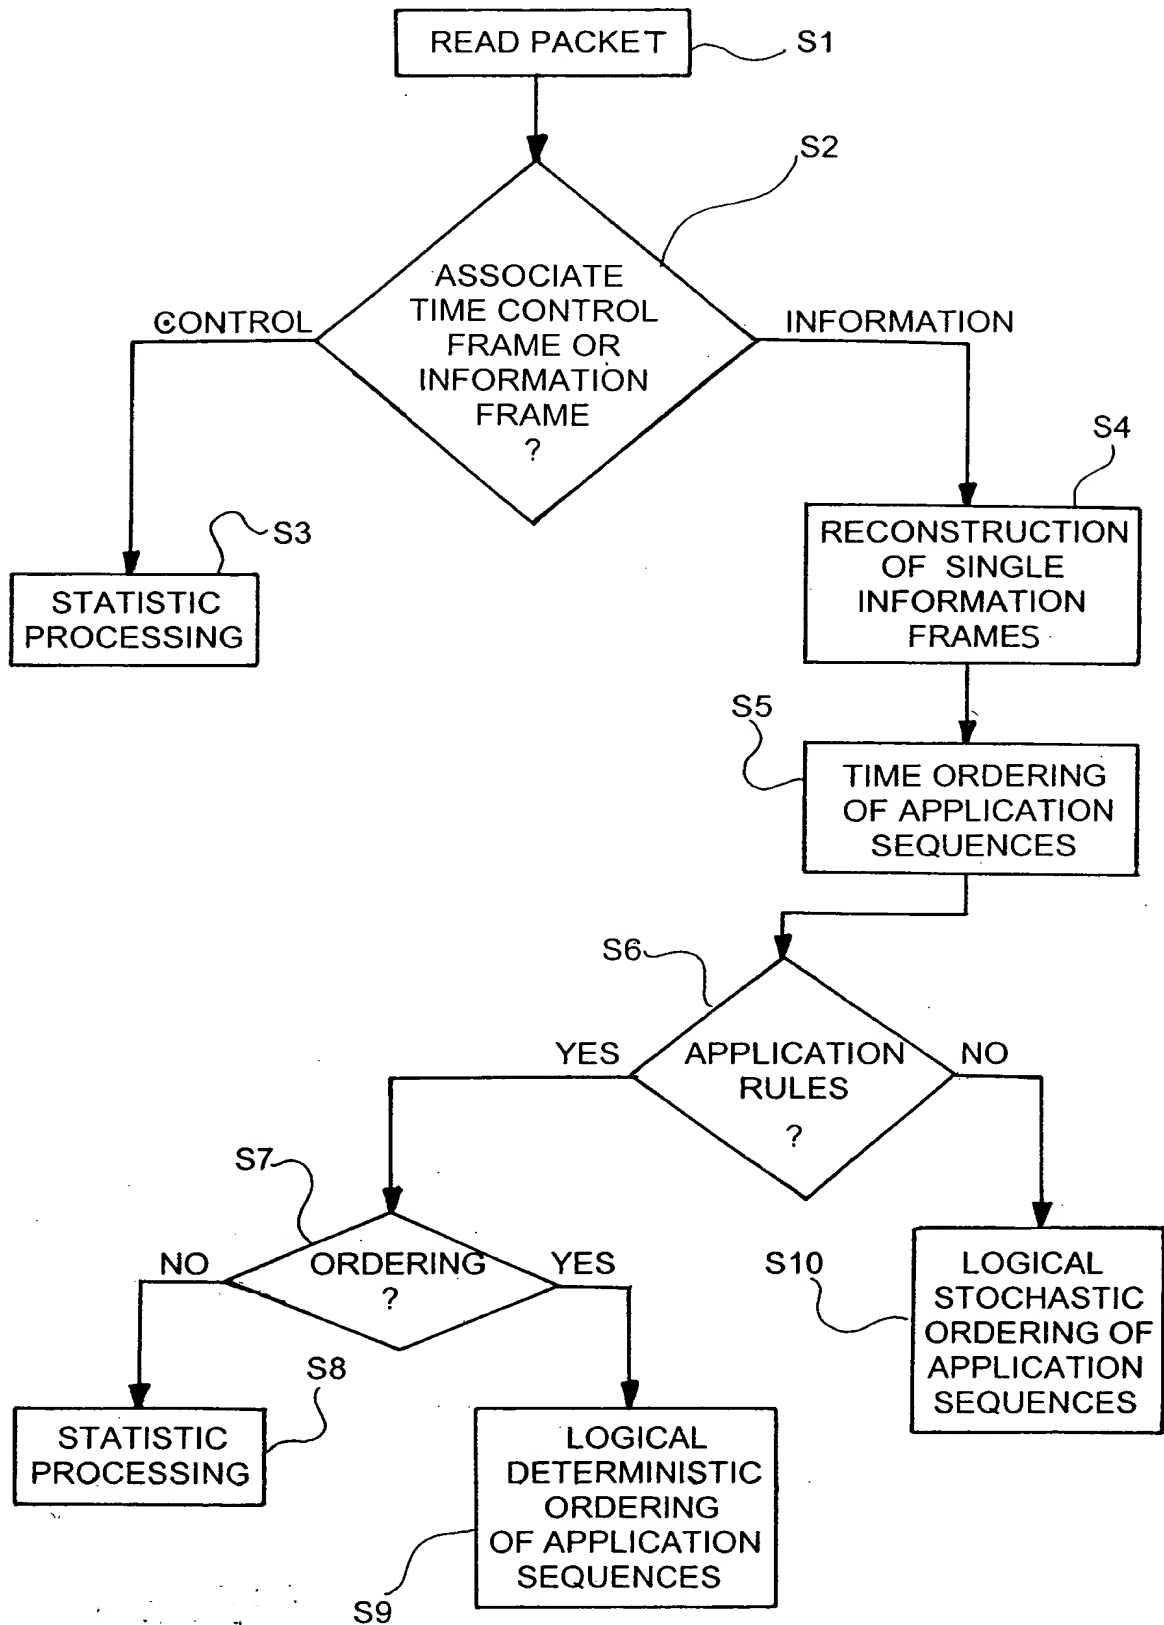 READ PACKET
S1
S2
ASSOCIATE
TIME CONTROL
FRAME OR
INFORMATION
FRAME
?
CONTROL
INFORMATION
S3
STATISTIC
PROCESSING
S4
RECONSTRUCTION
OF SINGLE
INFORMATION
FRAMES
S5
TIME ORDERING
OF APPLICATION
SEQUENCES
S6
APPLICATION
RULES
?
YES
NO
S7
ORDERING
?
NO
YES
S10
LOGICAL
STOCHASTIC
ORDERING OF
APPLICATION
SEQUENCES
S8
STATISTIC
PROCESSING
LOGICAL
DETERMINISTIC
ORDERING
OF APPLICATION
SEQUENCES
S9